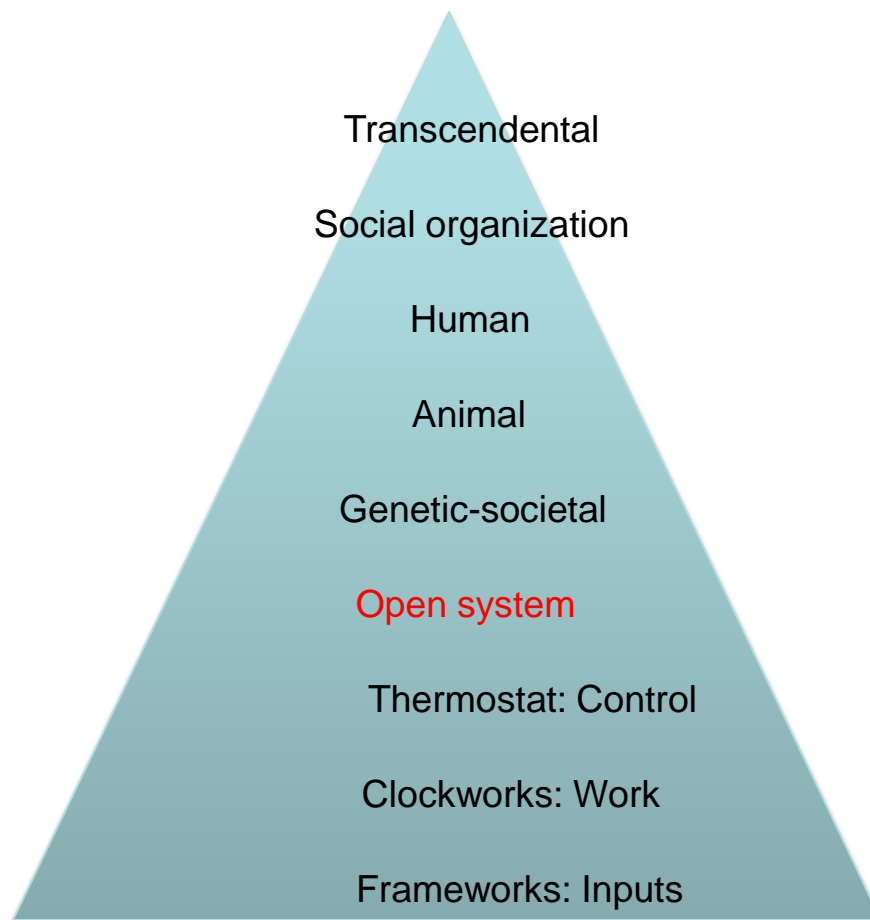 Transcendental
Social organization
Human
Animal
Genetic-societal
Open system
Thermostat: Control
Clockworks: Work
Frameworks: Inputs